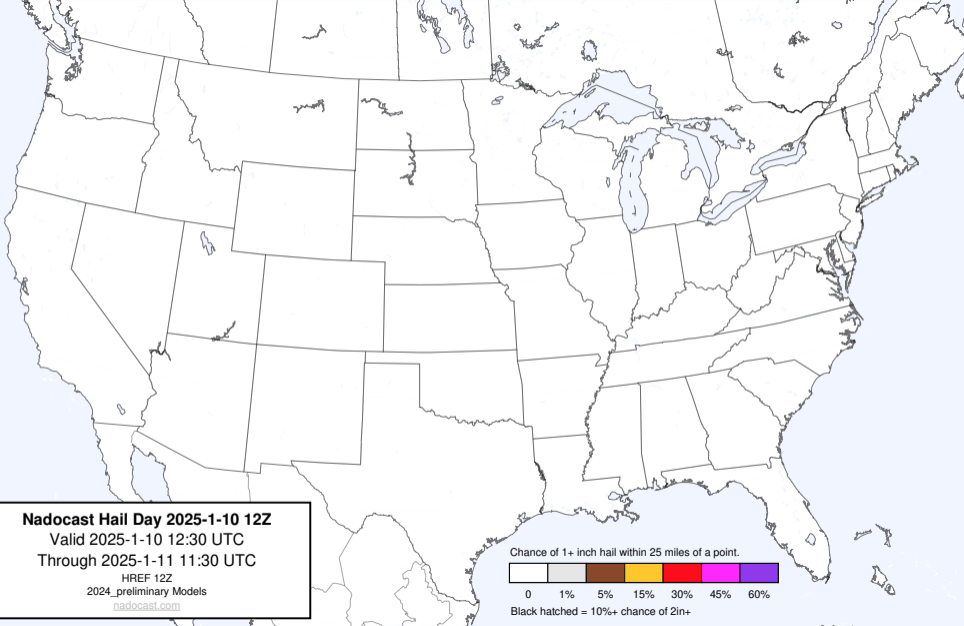 Nadocast Hail Day 2025-1-10 12Z
Valid 2025-1-10 12:30 UTC
Through 2025-1-11 11:30 UTC
HREF 12Z
2024_preliminary Models
nadocast.com
Chance of 1+ inch hail within 25 miles of a point.
0 1% 5% 15% 30% 45% 60%
Black hatched = 10%+ chance of 2in+